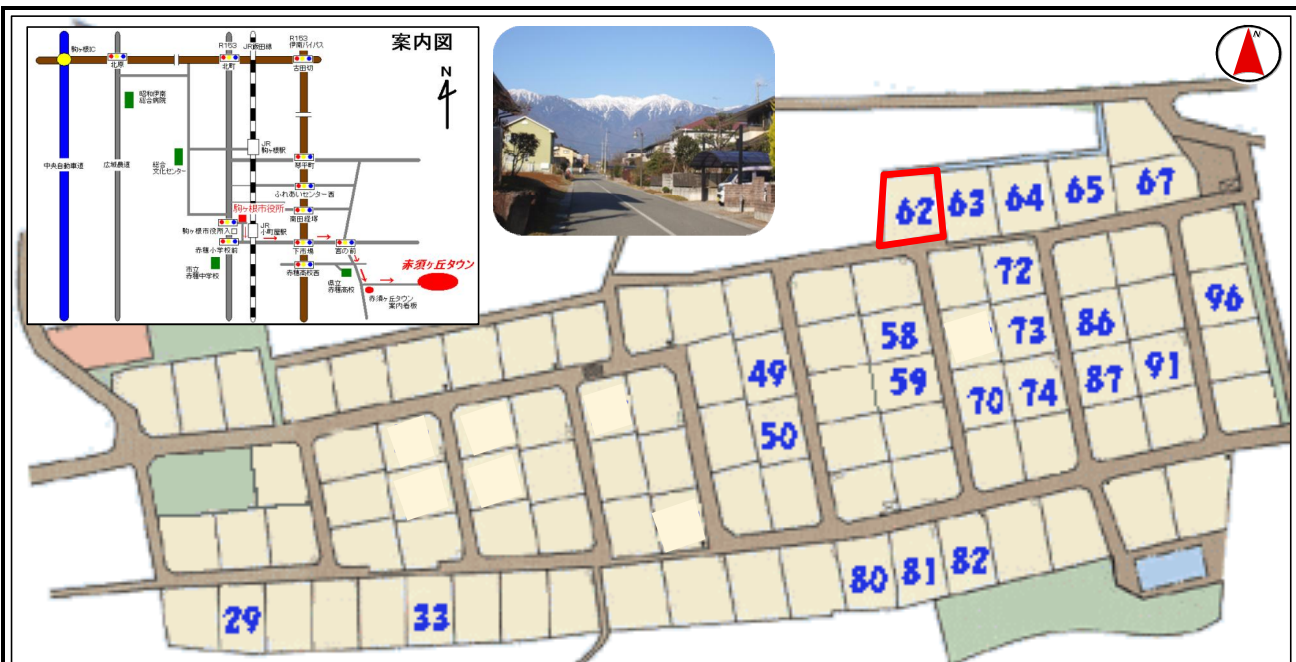 案内図
N
駒ヶ根IC
北原
R153
北町
JR飯田線
R153
伊南バイパス
古田切
昭和伊南
総合病院
中央自動車道
広域農道
総合
文化センター
JR
駒ヶ根駅
琴平町
ふれあいセンター西
駒ヶ根市役所
南田経塚
駒ヶ根市役所入口
JR
小町屋駅
赤穂小学校前
下市場
宮の前
市立
赤穂中学校
赤穂高校西
県立
赤穂高校
赤須ヶ丘タウン
赤須ヶ丘タウン
案内看板
N
62 63 64 65 67
72
96
58 73 86
49 59 70 74 87 91
50
80 81 82
29 33